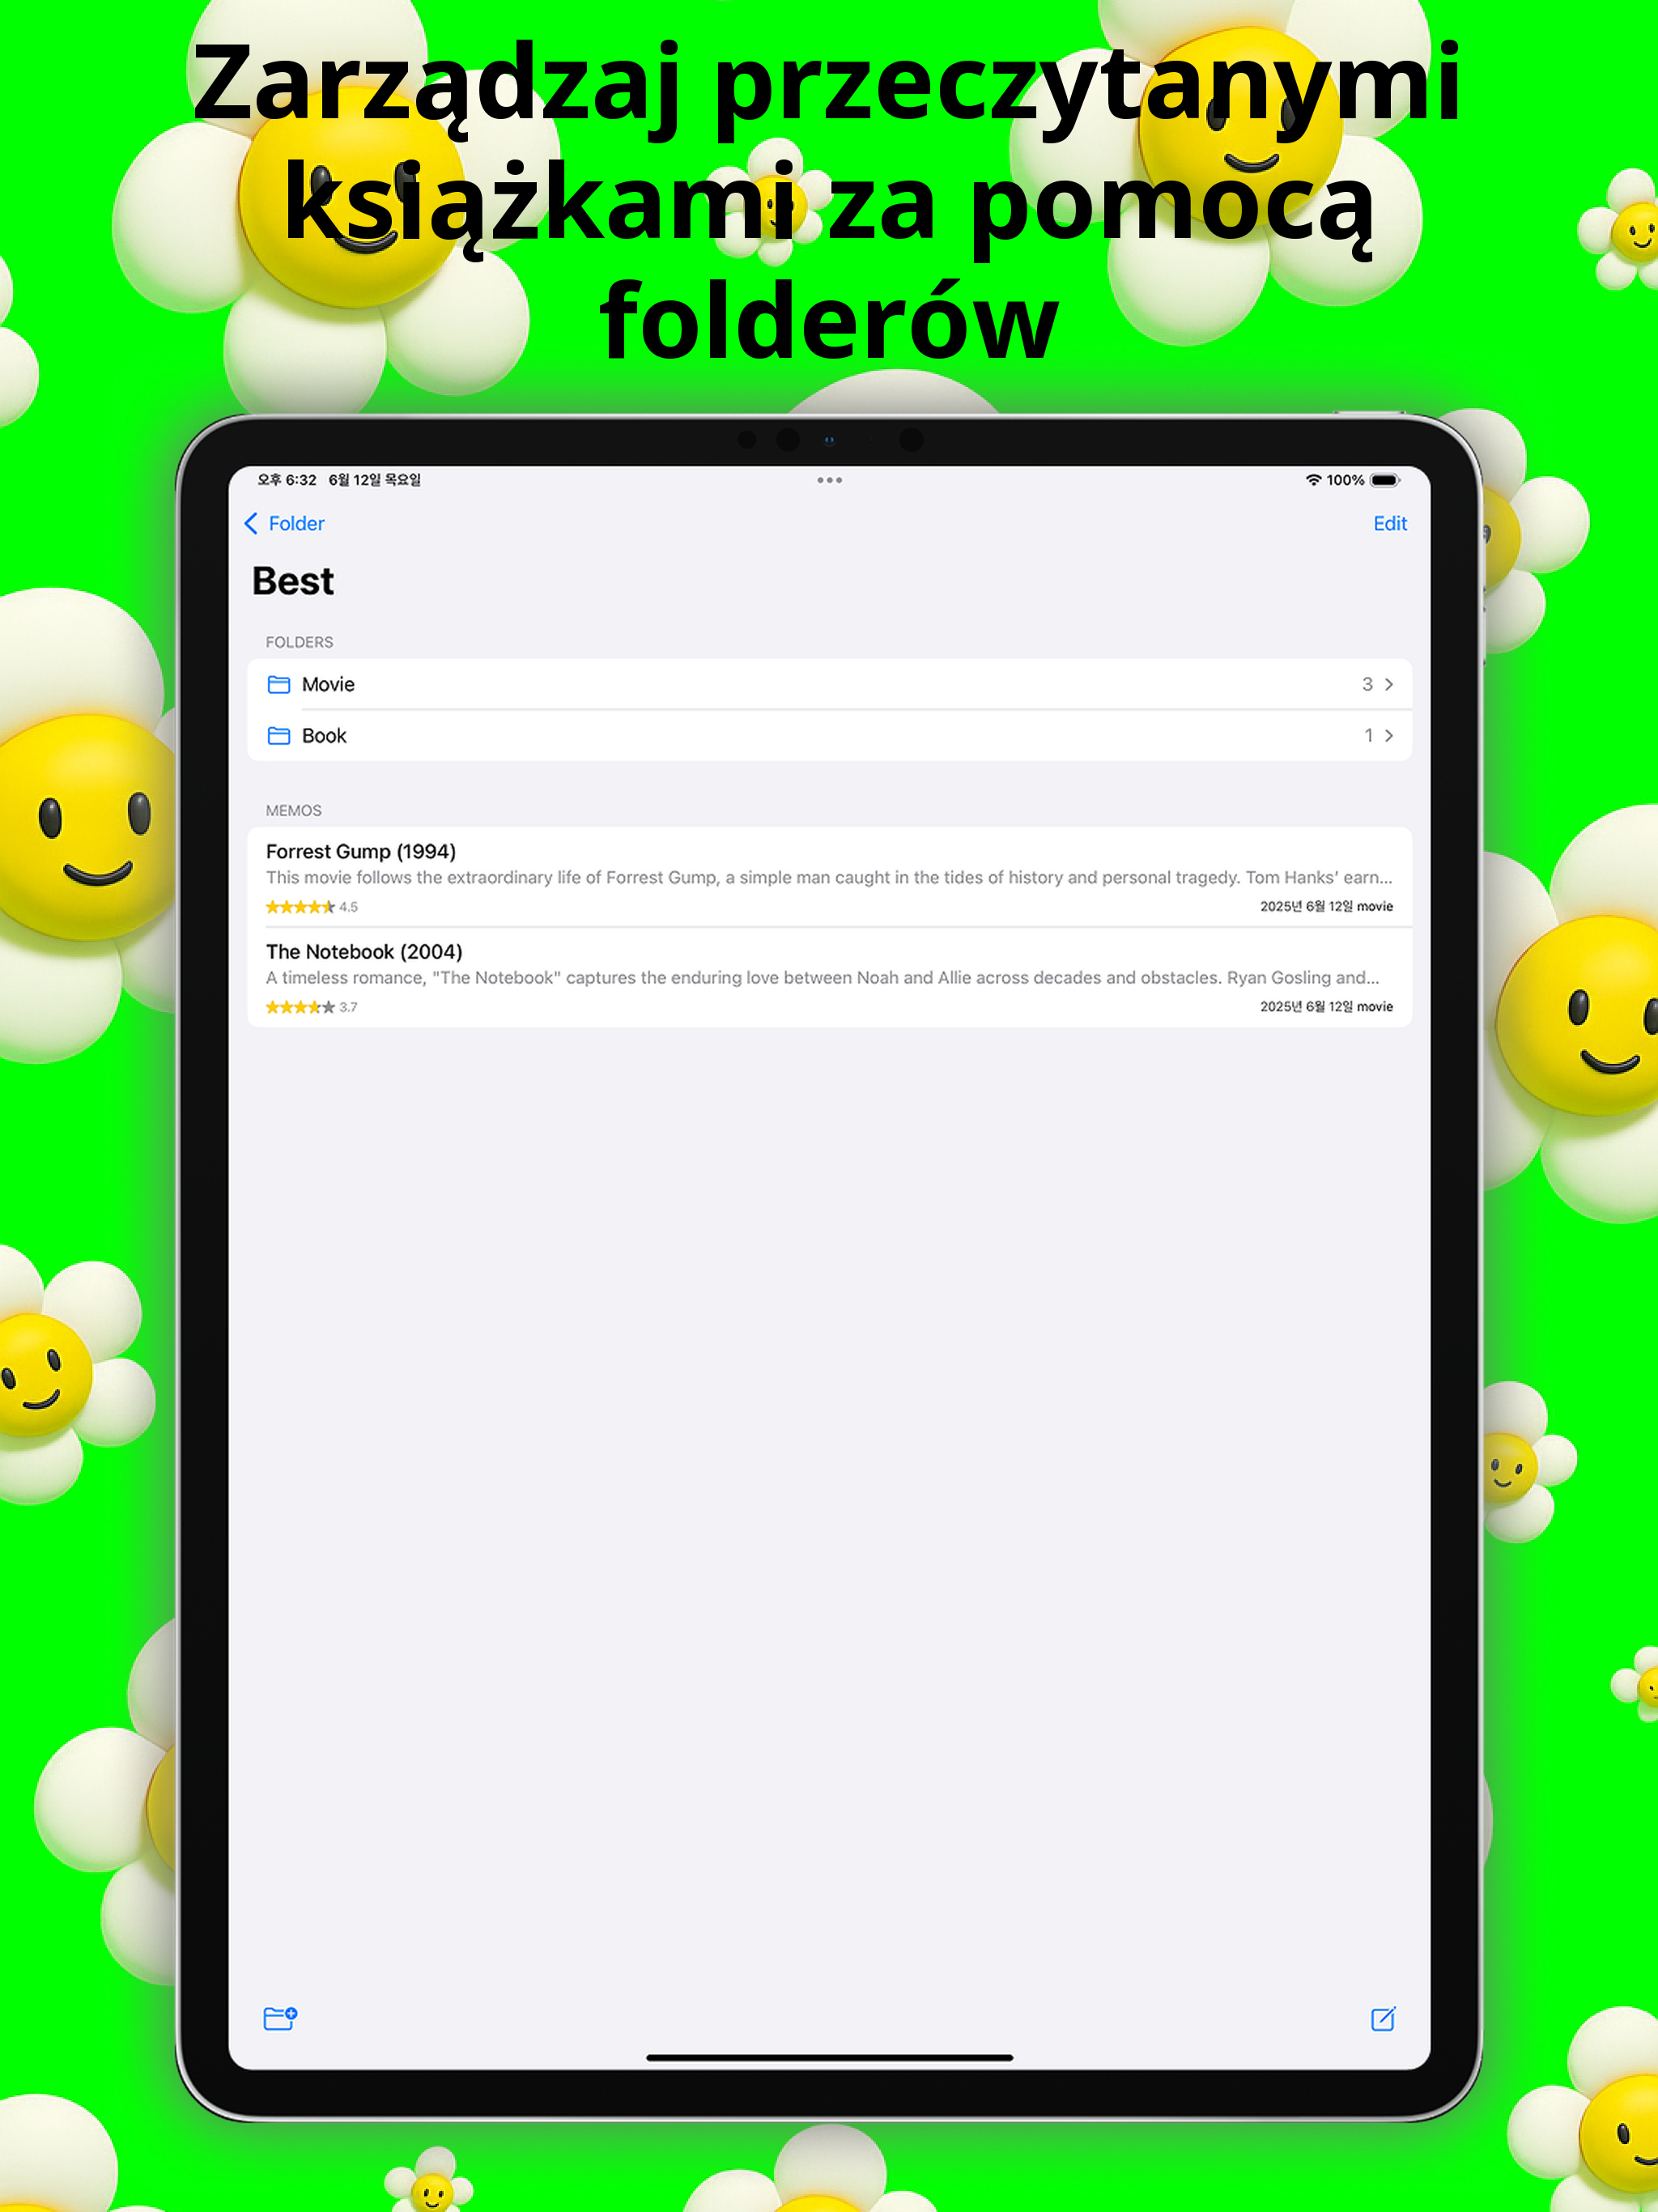 Zarządzaj przeczytanymi
książkami za pomocą
folderów
오후 6:32 6월 12일 목요일
100%
Folder
Edit
Best
FOLDERS
Movie 3
Book 1
MEMOS
Forrest Gump (1994)
This movie follows the extraordinary life of Forrest Gump, a simple man caught in the tides of history and personal tragedy. Tom Hanks' earn...
4.5 2025년 6월 12일 movie
The Notebook (2004)
A timeless romance, "The Notebook" captures the enduring love between Noah and Allie across decades and obstacles. Ryan Gosling and...
3.7 2025년 6월 12일 movie